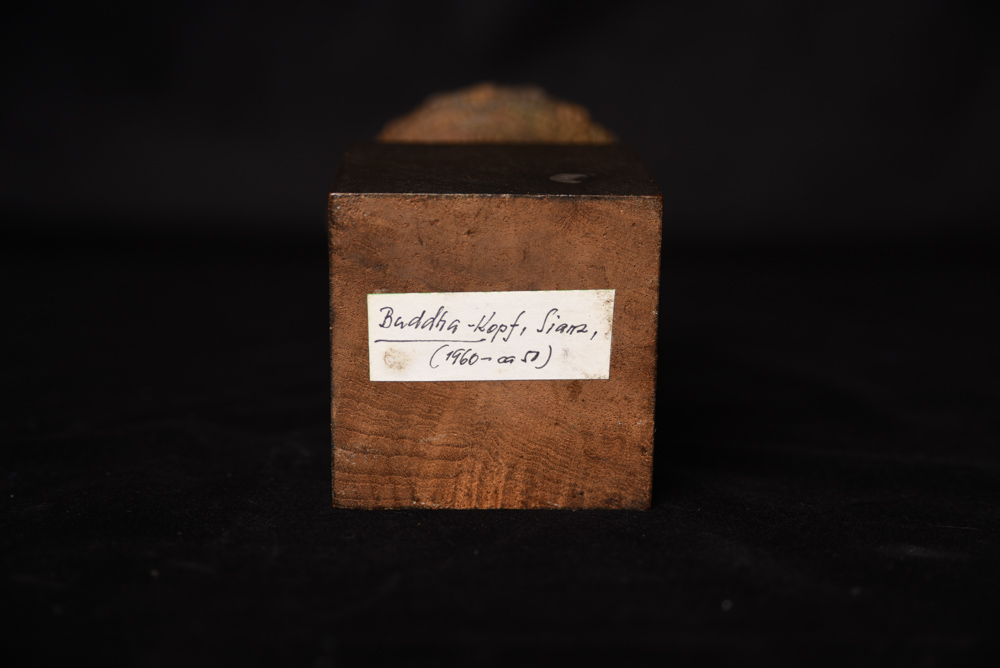 Buddha-Kopf, Siam,
(1960-ca 50)